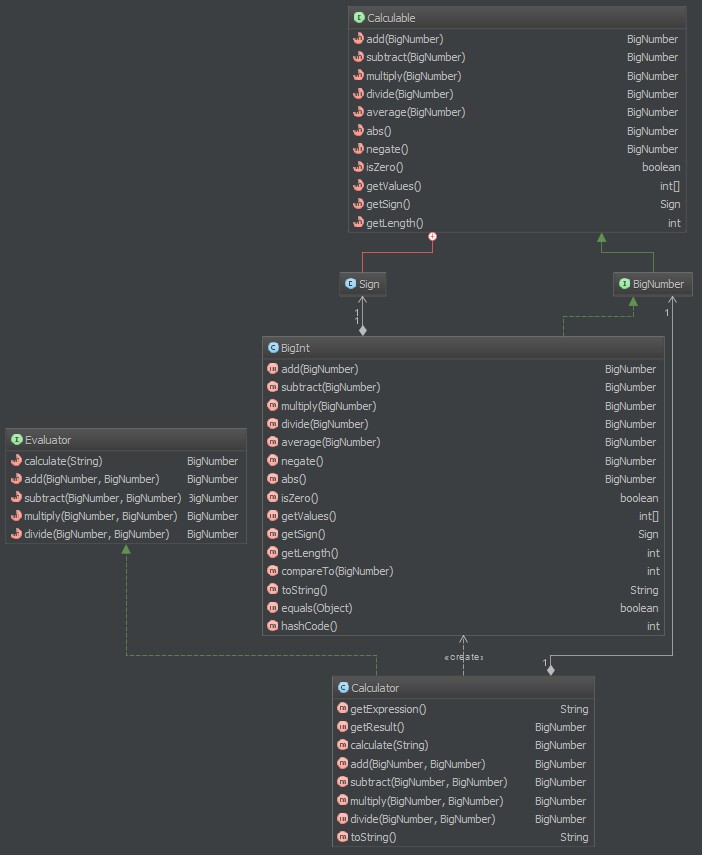 Calculable
add(BigNumber) BigNumber
subtract(BigNumber) BigNumber
multiply(BigNumber) BigNumber
divide(BigNumber) BigNumber
average(BigNumber) BigNumber
abs() BigNumber
negate() BigNumber
isZero() boolean
getValues() int[]
getSign() Sign
getLength() int
Sign
BigNumber
1
1
1
BigInt
add(BigNumber) BigNumber
subtract(BigNumber) BigNumber
multiply(BigNumber) BigNumber
divide(BigNumber) BigNumber
average(BigNumber) BigNumber
negate() BigNumber
abs() BigNumber
isZero() boolean
getValues() int[]
getSign() Sign
getLength() int
compareTo(BigNumber) int
toString() String
equals(Object) boolean
hashCode() int
Evaluator
calculate(String) BigNumber
add(BigNumber, BigNumber) BigNumber
subtract(BigNumber, BigNumber) BigNumber
multiply(BigNumber, BigNumber) BigNumber
divide(BigNumber, BigNumber) BigNumber
«create»
1
Calculator
getExpression() String
getResult() BigNumber
calculate(String) BigNumber
add(BigNumber, BigNumber) BigNumber
subtract(BigNumber, BigNumber) BigNumber
multiply(BigNumber, BigNumber) BigNumber
divide(BigNumber, BigNumber) BigNumber
toString() String